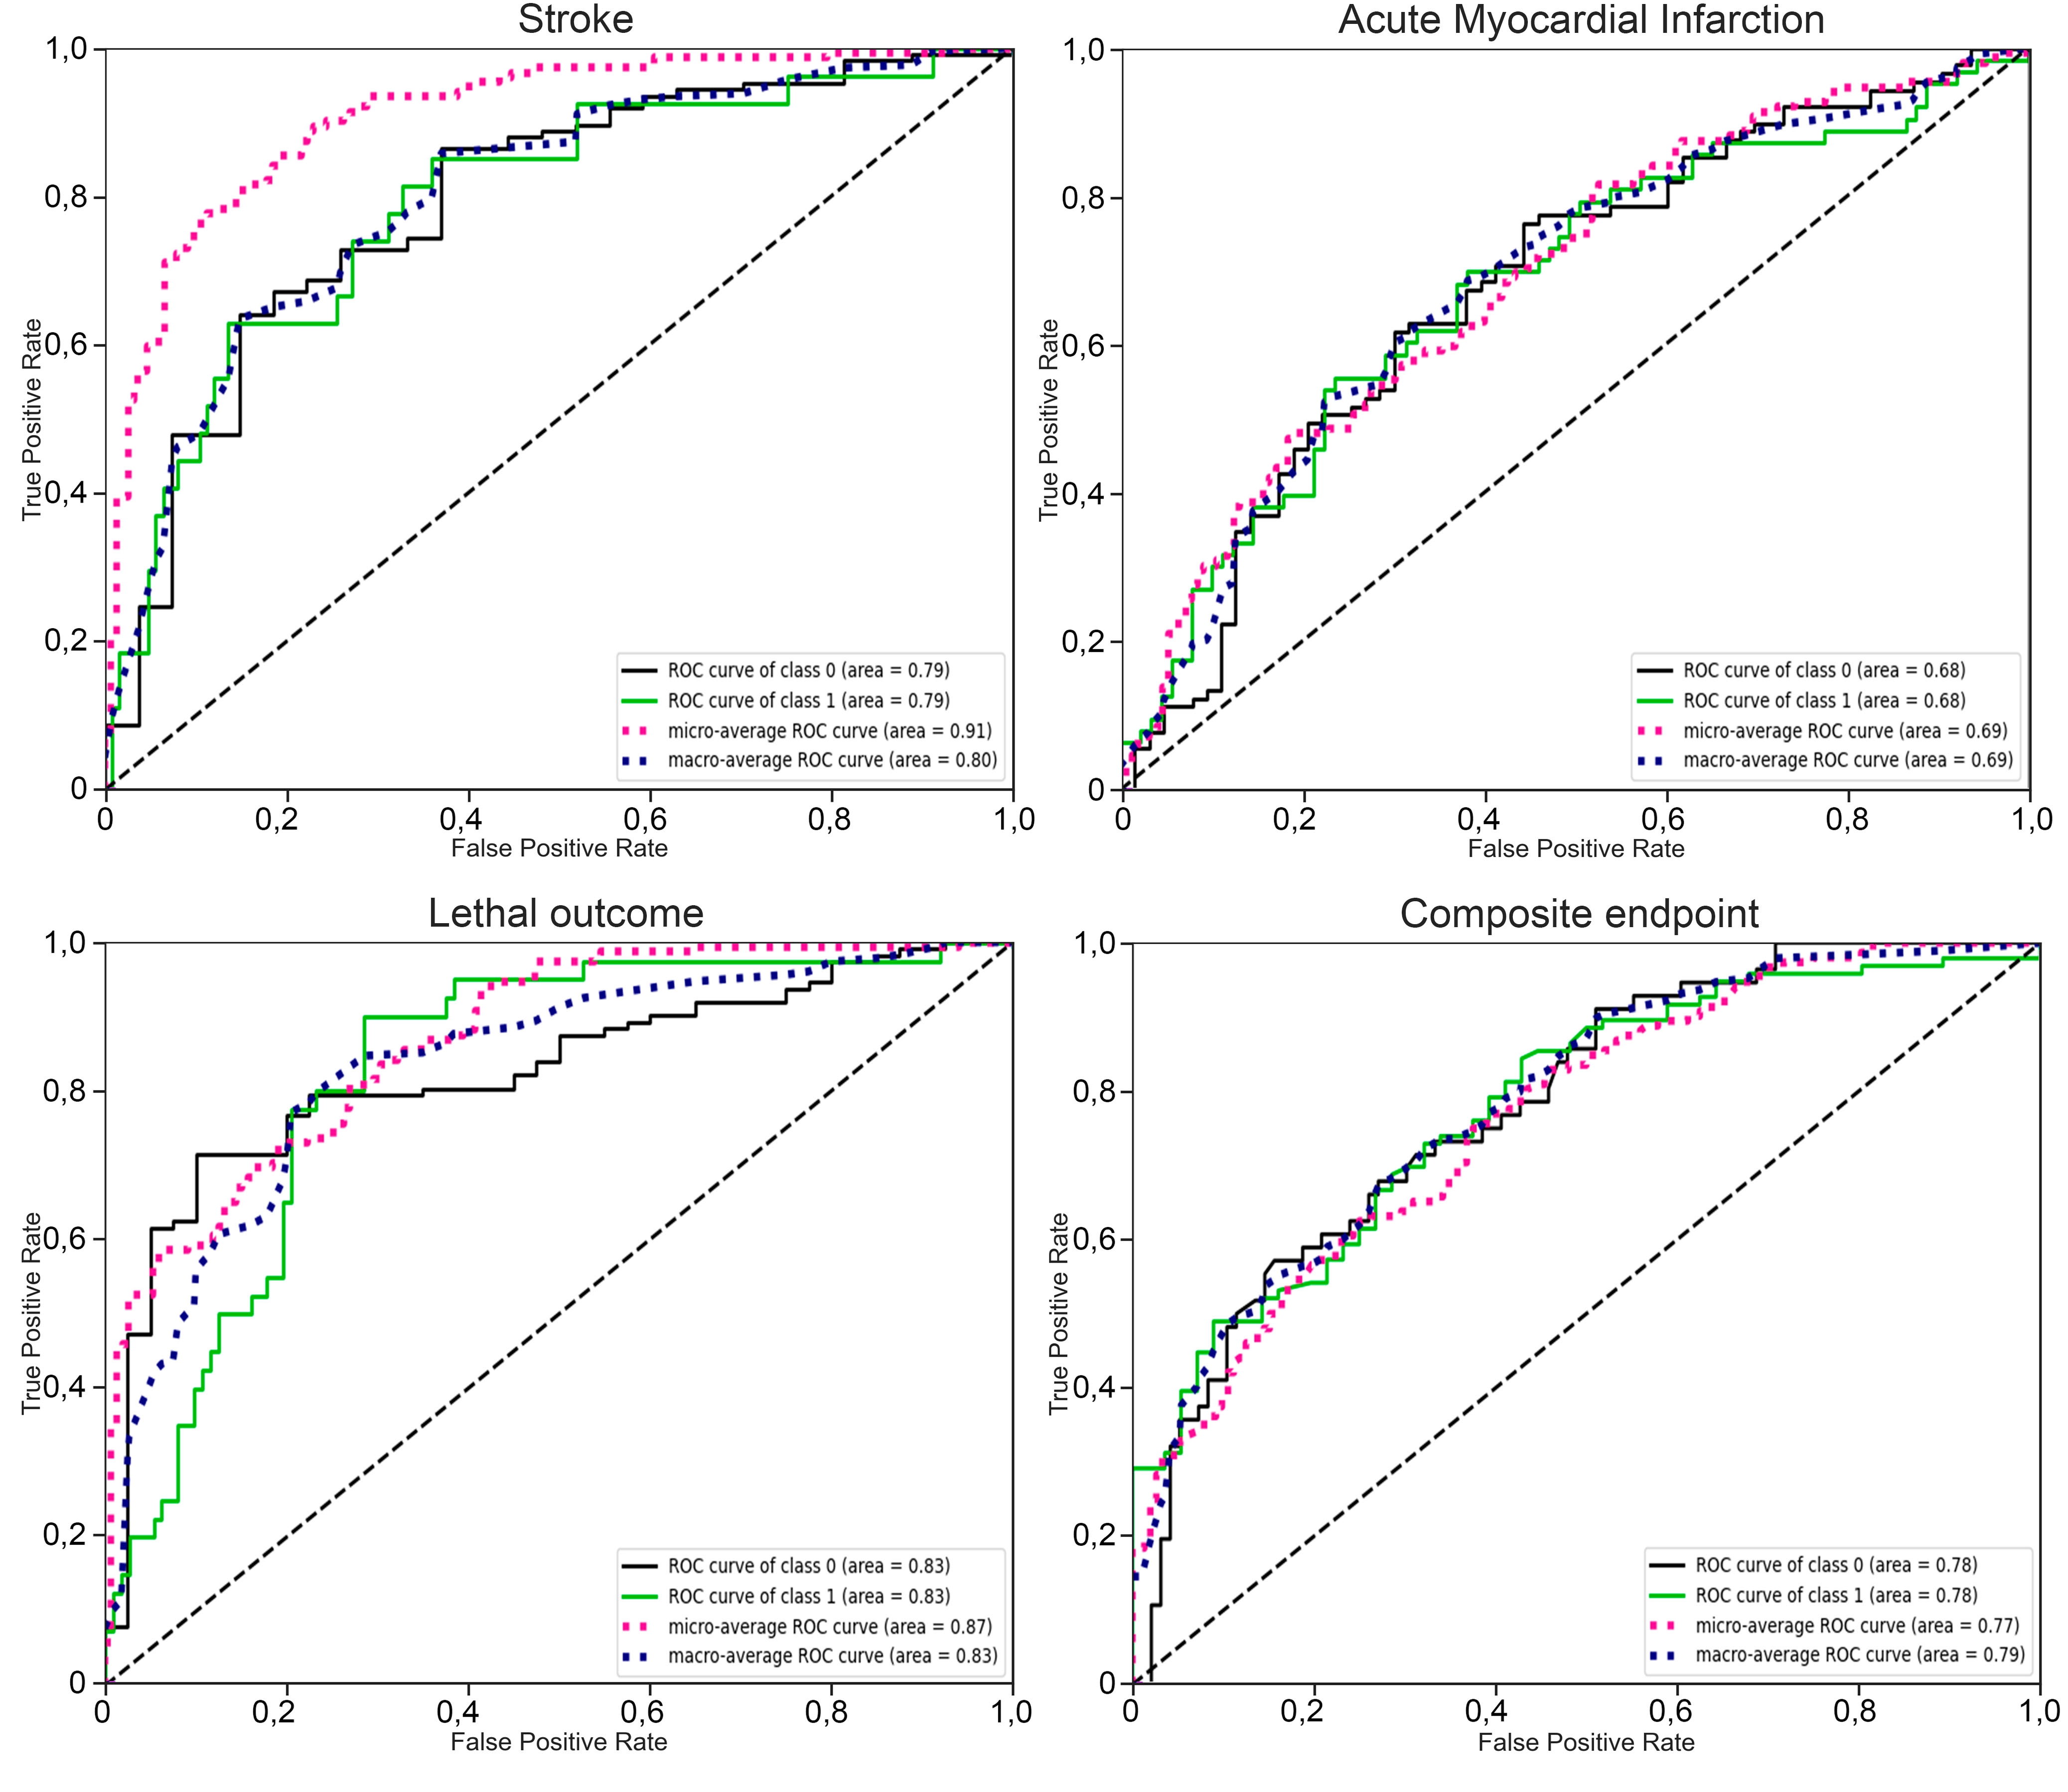 Stroke
1,0
0,8
0,6
0,4
0,2
0
True Positive Rate
ROC curve of class 0 (area = 0.79)
ROC curve of class 1 (area = 0.79)
micro-average ROC curve (area = 0.91)
macro-average ROC curve (area = 0.80)
0 0,2 0,4 0,6 0,8 1,0
False Positive Rate
Acute Myocardial Infarction
1,0
0,8
0,6
0,4
0,2
0
True Positive Rate
ROC curve of class 0 (area = 0.68)
ROC curve of class 1 (area = 0.68)
micro-average ROC curve (area = 0.69)
macro-average ROC curve (area = 0.69)
0 0,2 0,4 0,6 0,8 1,0
False Positive Rate
Lethal outcome
1,0
0,8
0,6
0,4
0,2
0
True Positive Rate
ROC curve of class 0 (area = 0.83)
ROC curve of class 1 (area = 0.83)
micro-average ROC curve (area = 0.87)
macro-average ROC curve (area = 0.83)
0 0,2 0,4 0,6 0,8 1,0
False Positive Rate
Composite endpoint
1,0
0,8
0,6
0,4
0,2
0
True Positive Rate
ROC curve of class 0 (area = 0.78)
ROC curve of class 1 (area = 0.78)
micro-average ROC curve (area = 0.77)
macro-average ROC curve (area = 0.79)
0 0,2 0,4 0,6 0,8 1,0
False Positive Rate